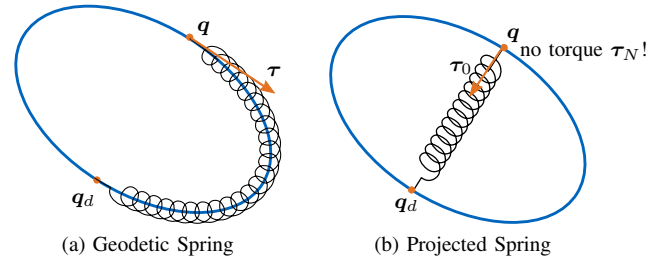 q
τ
q_d
(a) Geodetic Spring
q
no torque τ_N!
τ_0
q_d
(b) Projected Spring